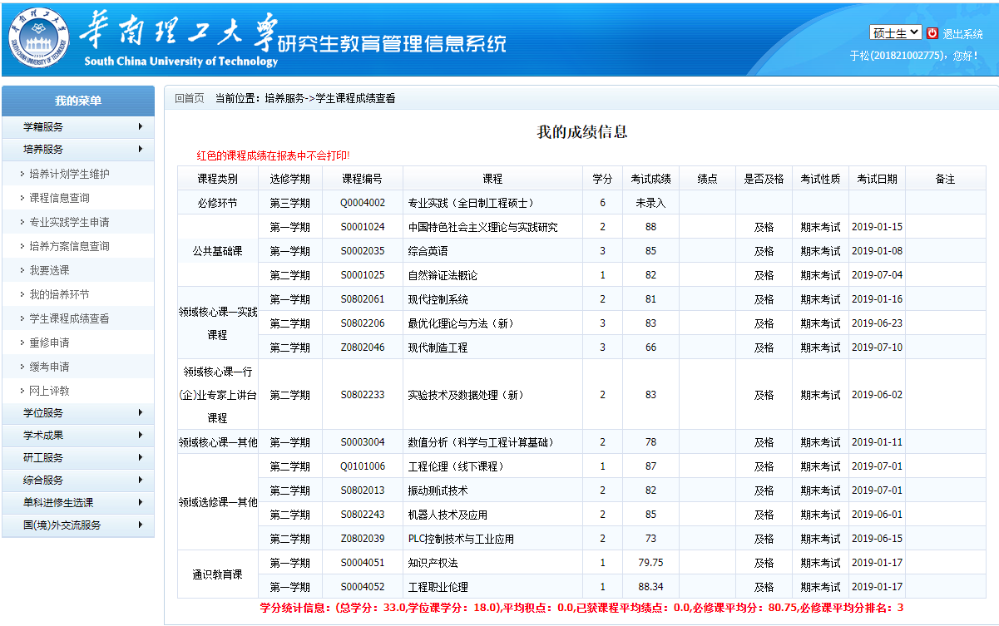 华南理工大学研究生教育管理信息系统
South China University of Technology
硕士生 退出系统
于松(201821002775)，您好!
我的菜单
学籍服务
培养服务
培养计划学生维护
课程信息查询
专业实践学生申请
培养方案信息查询
我要选课
我的培养环节
学生课程成绩查看
重修申请
缓考申请
网上评教
学位服务
学术成果
研工服务
综合服务
单科进修生选课
国(境)外交流服务
回首页 当前位置：培养服务->学生课程成绩查看
我的成绩信息
红色的课程成绩在报表中不会打印!
课程类别 选修学期 课程编号 课程 学分 考试成绩 绩点 是否及格 考试性质 考试日期 备注
必修环节 第三学期 Q0004002 专业实践（全日制工程硕士） 6 未录入
公共基础课 第一学期 S0001024 中国特色社会主义理论与实践研究 2 88 及格 期末考试 2019-01-15
第一学期 S0002035 综合英语 3 85 及格 期末考试 2019-01-08
第二学期 S0001025 自然辩证法概论 1 82 及格 期末考试 2019-07-04
领域核心课—实践课程 第一学期 S0802061 现代控制系统 2 81 及格 期末考试 2019-01-16
第二学期 S0802206 最优化理论与方法（新） 3 83 及格 期末考试 2019-06-23
第二学期 Z0802046 现代制造工程 3 66 及格 期末考试 2019-07-10
领域核心课—行(企)业专家上讲台课程 第二学期 S0802233 实验技术及数据处理（新） 2 83 及格 期末考试 2019-06-02
领域核心课—其他 第一学期 S0003004 数值分析（科学与工程计算基础） 2 78 及格 期末考试 2019-01-11
领域选修课—其他 第二学期 Q0101006 工程伦理（线下课程） 1 87 及格 期末考试 2019-07-01
第二学期 S0802013 振动测试技术 2 82 及格 期末考试 2019-07-01
第二学期 S0802243 机器人技术及应用 2 85 及格 期末考试 2019-06-01
第二学期 Z0802039 PLC控制技术与工业应用 2 73 及格 期末考试 2019-06-15
通识教育课 第一学期 S0004051 知识产权法 1 79.75 及格 期末考试 2019-01-17
第一学期 S0004052 工程职业伦理 1 88.34 及格 期末考试 2019-01-17
学分统计信息：(总学分：33.0,学位课学分：18.0),平均积点：0.0,已获课程平均绩点：0.0,必修课平均分：80.75,必修课平均分排名：3